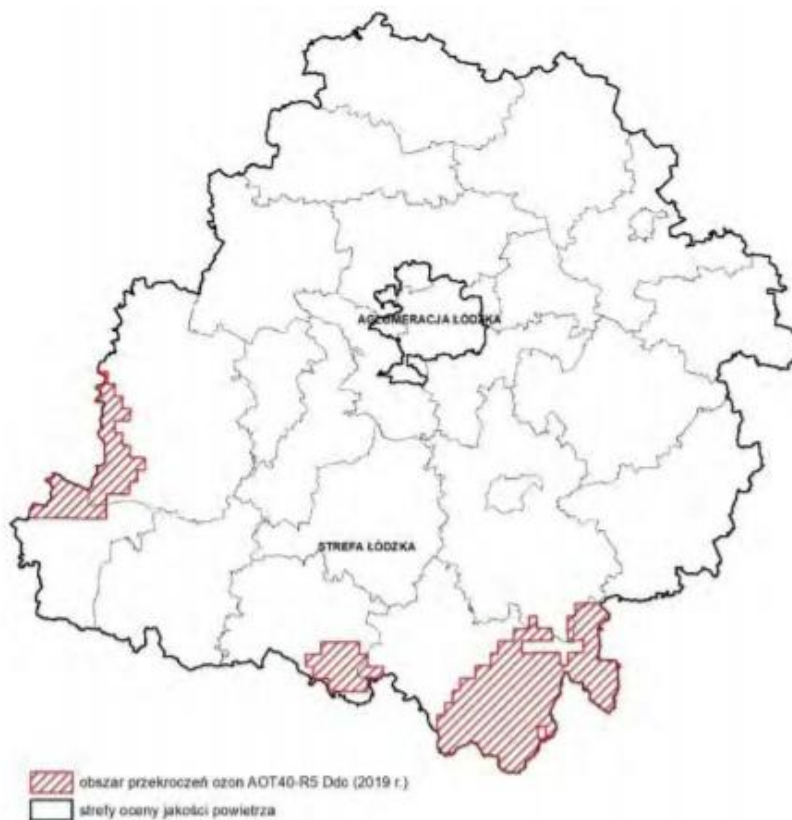 AGLOMERACJA ŁÓDZKA
STREFA ŁÓDZKA
obszar przekroczeń ozon AOT40-R5 Ddc (2019 r.)
strefy oceny jakości powietrza